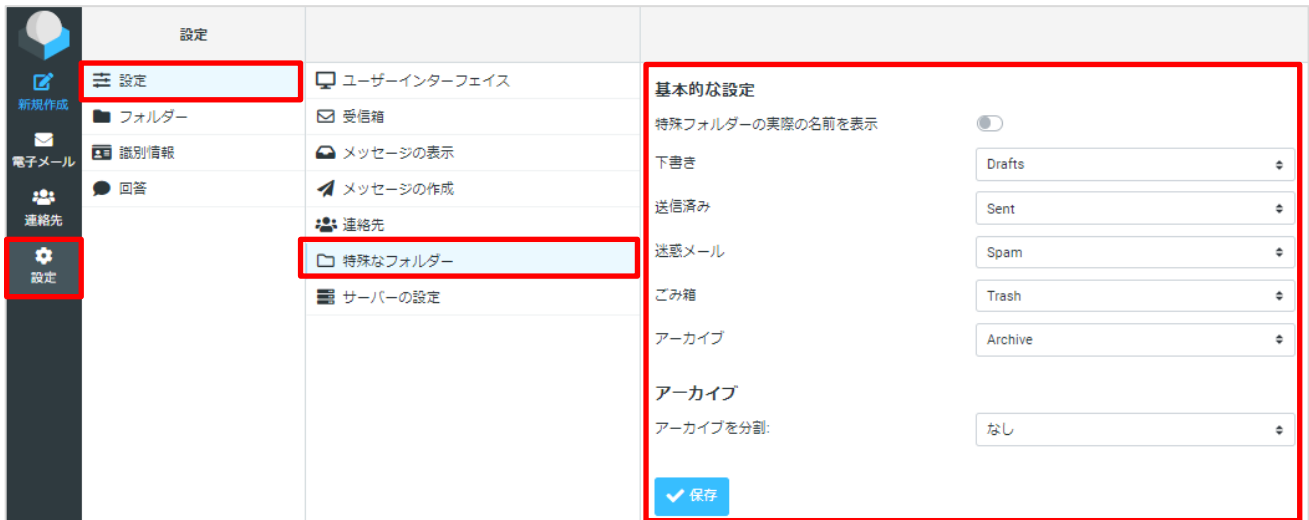 設定
新規作成
電子メール
連絡先
設定
設定
フォルダー
識別情報
回答
ユーザーインターフェイス
受信箱
メッセージの表示
メッセージの作成
連絡先
特殊なフォルダー
サーバーの設定
基本的な設定
特殊フォルダーの実際の名前を表示
下書き Drafts
送信済み Sent
迷惑メール Spam
ごみ箱 Trash
アーカイブ Archive
アーカイブ
アーカイブを分割: なし
保存